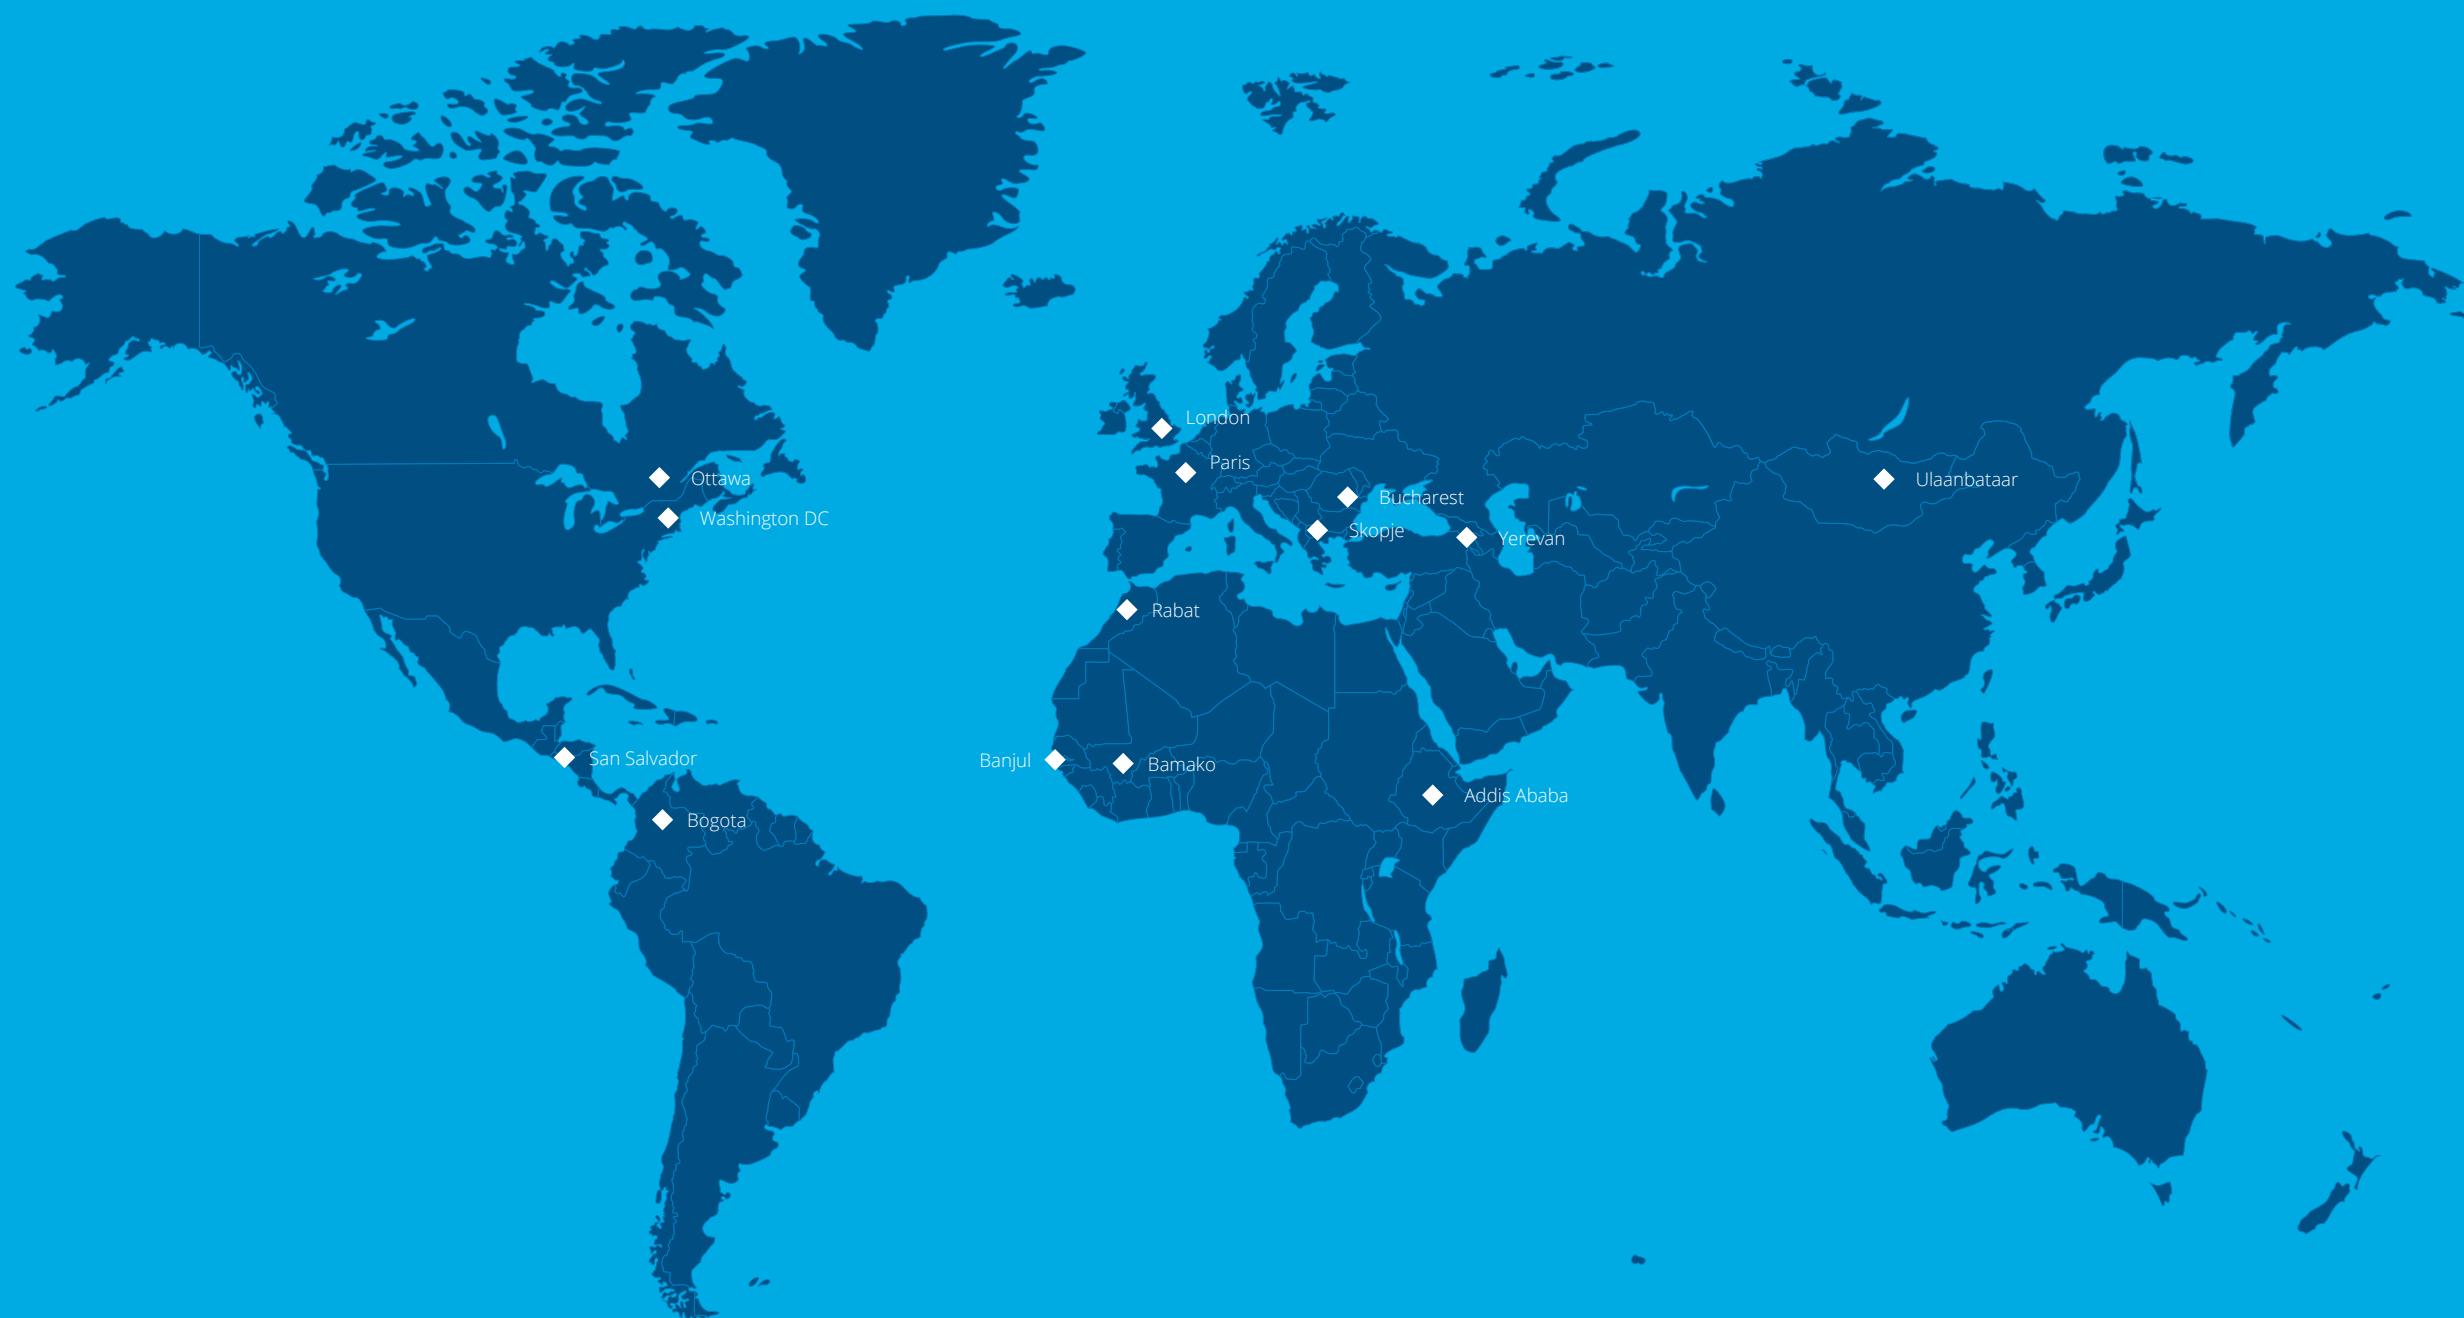 London
Paris
Ottawa
Ulaanbataar
Bucharest
Washington DC
Skopje
Yerevan
Rabat
San Salvador
Banjul
Bamako
Addis Ababa
Bogota